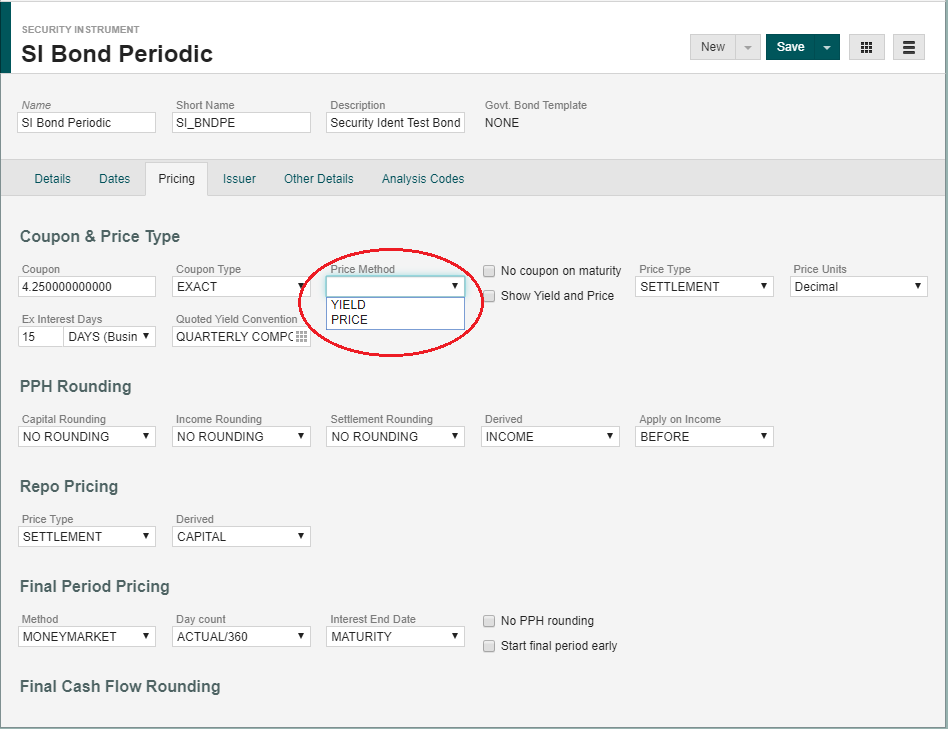 SECURITY INSTRUMENT
SI Bond Periodic
New
Save
Name
Short Name
Description
Govt. Bond Template
SI Bond Periodic
SI_BNDPE
Security Ident Test Bond
NONE
Details
Dates
Pricing
Issuer
Other Details
Analysis Codes
Coupon & Price Type
Coupon
Coupon Type
Price Method
No coupon on maturity
Price Type
Price Units
4.250000000000
EXACT
SETTLEMENT
Decimal
YIELD
PRICE
Show Yield and Price
Ex Interest Days
Quoted Yield Convention
15
DAYS (Busin
QUARTERLY COMPO
PPH Rounding
Capital Rounding
Income Rounding
Settlement Rounding
Derived
Apply on Income
NO ROUNDING
NO ROUNDING
NO ROUNDING
INCOME
BEFORE
Repo Pricing
Price Type
Derived
SETTLEMENT
CAPITAL
Final Period Pricing
Method
Day count
Interest End Date
No PPH rounding
MONEYMARKET
ACTUAL/360
MATURITY
Start final period early
Final Cash Flow Rounding